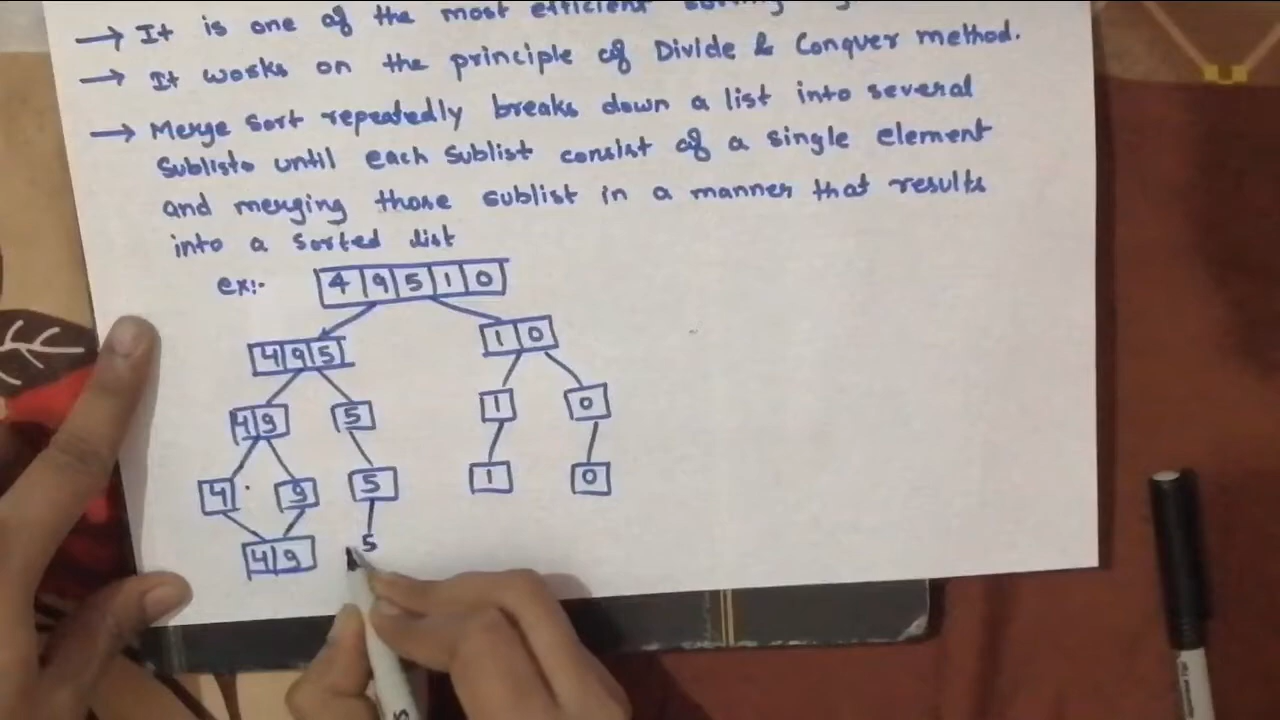 → It is one of the most efficient
→ It works on the principle of Divide & Conquer method.
→ Merge Sort repeatedly breaks down a list into several
Sublists until each Sublist consist of a single element
and merging those sublist in a manner that results
into a sorted list
ex:- 4 9 5 1 0
4 9 5 1 0
4 9 5 1 0
4 9 5 1 0
4 9 5